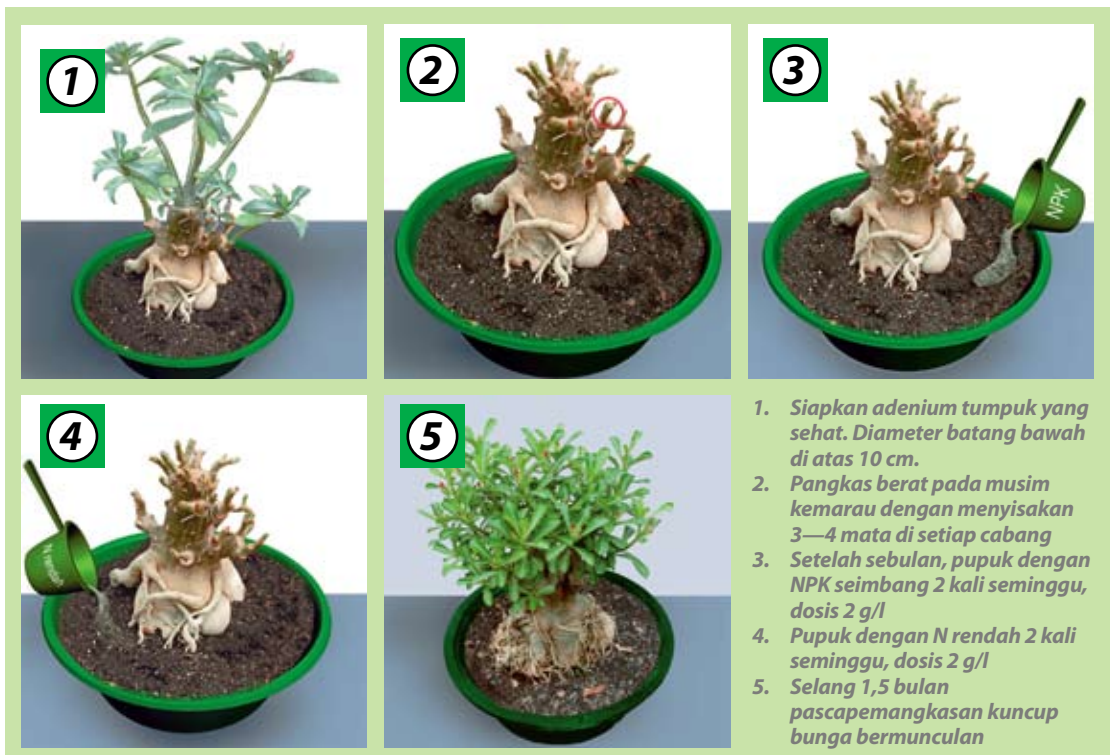 1
2
3
NPK
4
N rendah
5
1. Siapkan adenium tumpuk yang
sehat. Diameter batang bawah
di atas 10 cm.
2. Pangkas berat pada musim
kemarau dengan menyisakan
3—4 mata di setiap cabang
3. Setelah sebulan, pupuk dengan
NPK seimbang 2 kali seminggu,
dosis 2 g/l
4. Pupuk dengan N rendah 2 kali
seminggu, dosis 2 g/l
5. Selang 1,5 bulan
pascapemangkasan kuncup
bunga bermunculan